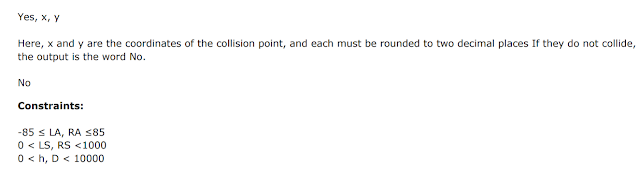 Yes, x, y
Here, x and y are the coordinates of the collision point, and each must be rounded to two decimal places If they do not collide,
the output is the word No.
No
Constraints:
-85 ≤ LA, RA ≤85
0 < LS, RS <1000
0 < h, D < 10000